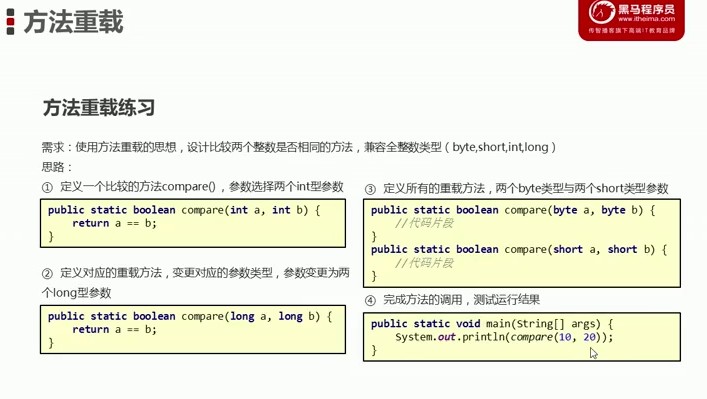 方法重载
黑马程序员
www.itheima.com
传智播客旗下高端IT教育品牌
方法重载练习
需求：使用方法重载的思想，设计比较两个整数是否相同的方法，兼容全整数类型（byte,short,int,long）
思路：
① 定义一个比较的方法compare()，参数选择两个int型参数
public static boolean compare(int a, int b) {
return a == b;
}
② 定义对应的重载方法，变更对应的参数类型，参数变更为两
个long型参数
public static boolean compare(long a, long b) {
return a == b;
}
③ 定义所有的重载方法，两个byte类型与两个short类型参数
public static boolean compare(byte a, byte b) {
//代码片段
}
public static boolean compare(short a, short b) {
//代码片段
}
④ 完成方法的调用，测试运行结果
public static void main(String[] args) {
System.out.println(compare(10, 20));
}